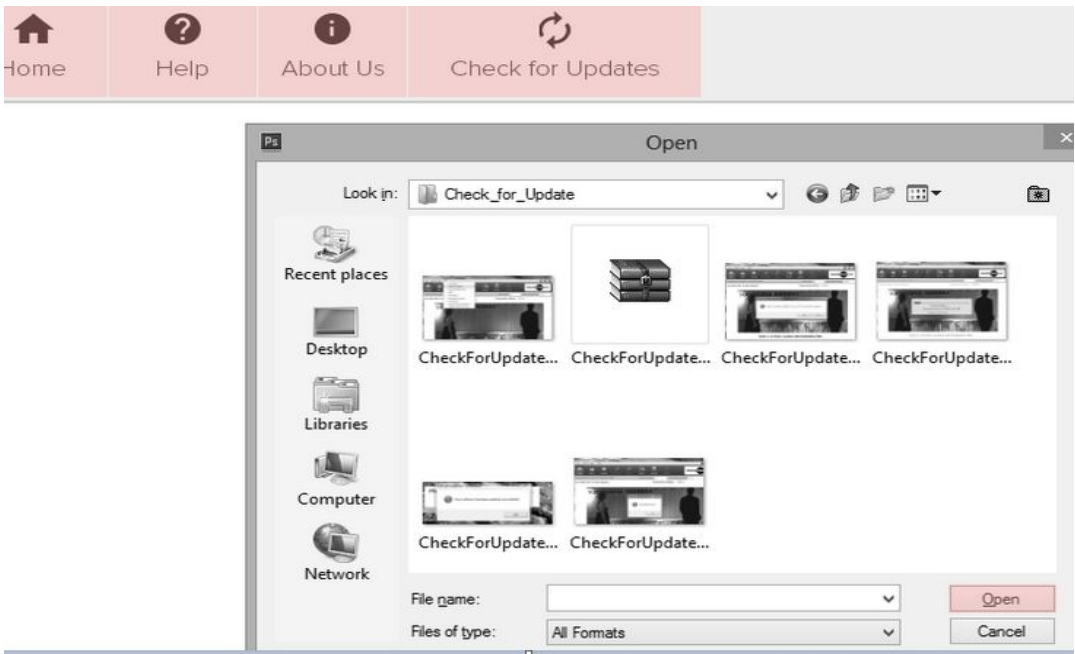 Home Help About Us Check for Updates
Ps Open
Look in: Check_for_Update
Recent places
Desktop
Libraries
Computer
Network
CheckForUpdate... CheckForUpdate... CheckForUpdate... CheckForUpdate...
CheckForUpdate... CheckForUpdate...
File name: Open
Files of type: All Formats Cancel